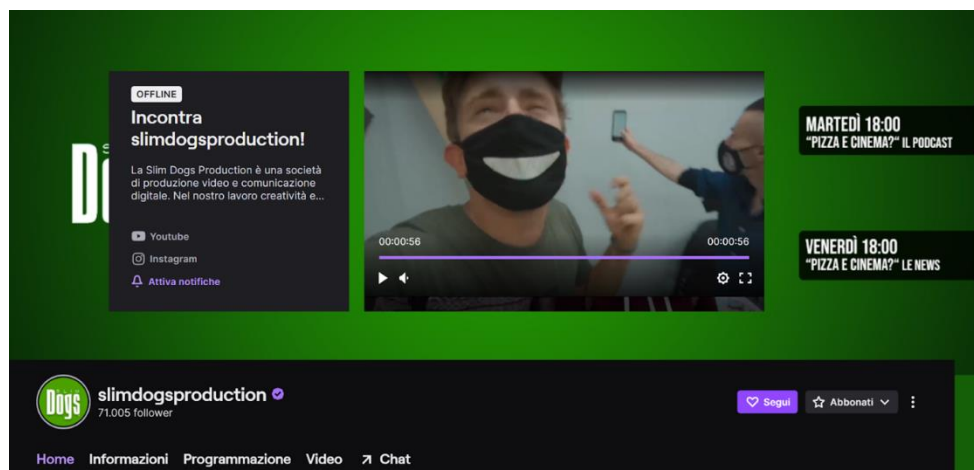 OFFLINE
Incontra
slimdogsproduction!
La Slim Dogs Production è una società
di produzione video e comunicazione
digitale. Nel nostro lavoro creatività e...
Youtube
Instagram
Attiva notifiche
00:00:56
00:00:56
MARTEDÌ 18:00
“PIZZA E CINEMA?“ IL PODCAST
VENERDÌ 18:00
“PIZZA E CINEMA?“ LE NEWS
Dogs
slimdogsproduction
71.005 follower
Segui
Abbonati
Home Informazioni Programmazione Video Chat